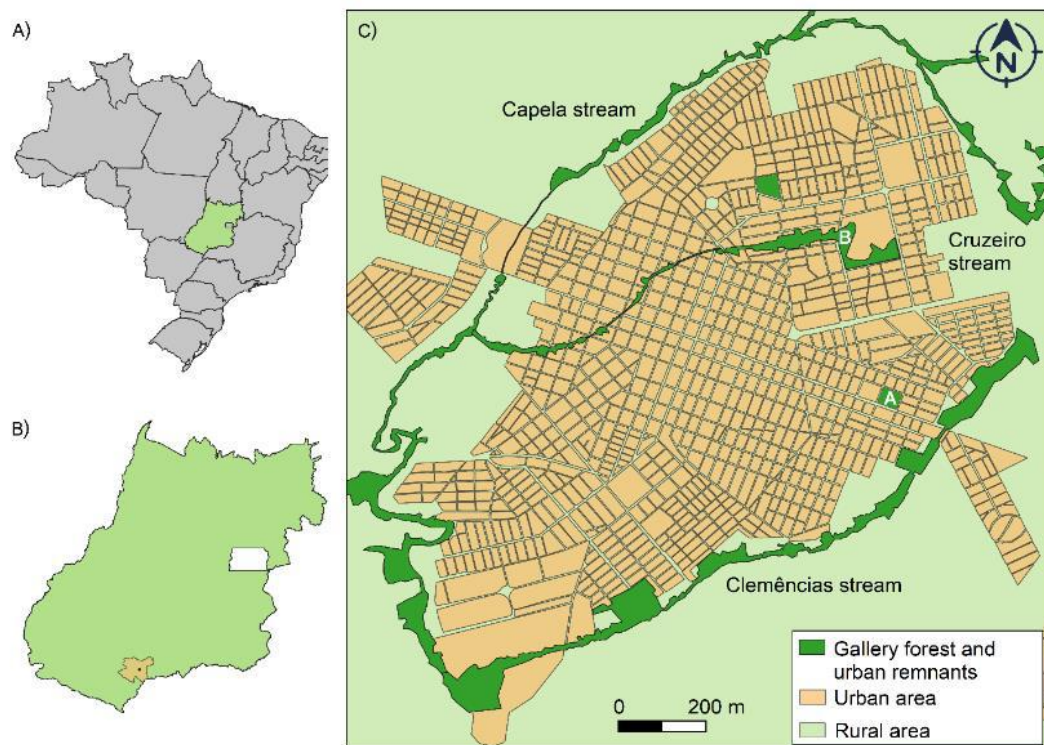 A)
B)
C)
N
Capela stream
B
Cruzeiro
stream
A
Clemências stream
0 200 m
Gallery forest and
urban remnants
Urban area
Rural area